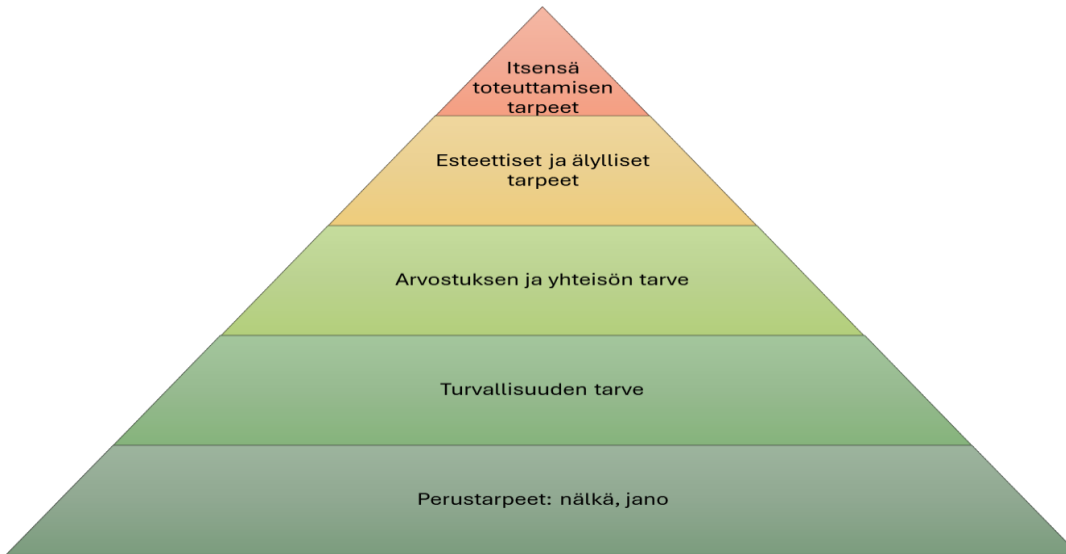 Itsensä
toteuttamisen
tarpeet
Esteettiset ja älylliset
tarpeet
Arvostuksen ja yhteisön tarve
Turvallisuuden tarve
Perustarpeet: nälkä, jano